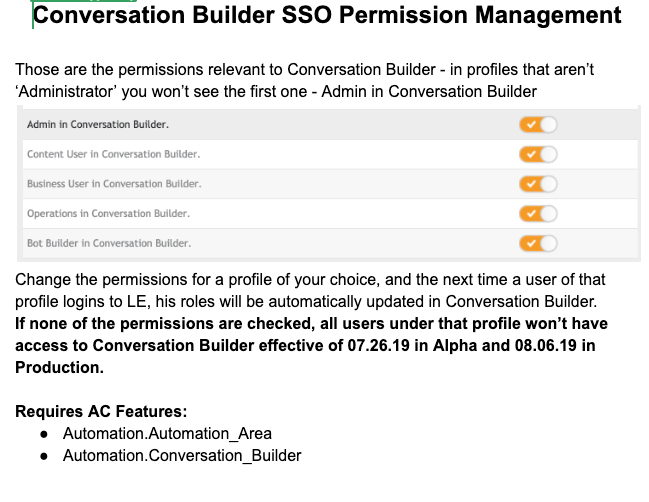 Conversation Builder SSO Permission Management
Those are the permissions relevant to Conversation Builder - in profiles that aren’t
‘Administrator’ you won’t see the first one - Admin in Conversation Builder
Admin in Conversation Builder.
Content User in Conversation Builder.
Business User in Conversation Builder.
Operations in Conversation Builder.
Bot Builder in Conversation Builder.
Change the permissions for a profile of your choice, and the next time a user of that
profile logins to LE, his roles will be automatically updated in Conversation Builder.
If none of the permissions are checked, all users under that profile won’t have
access to Conversation Builder effective of 07.26.19 in Alpha and 08.06.19 in
Production.
Requires AC Features:
● Automation.Automation_Area
● Automation.Conversation_Builder